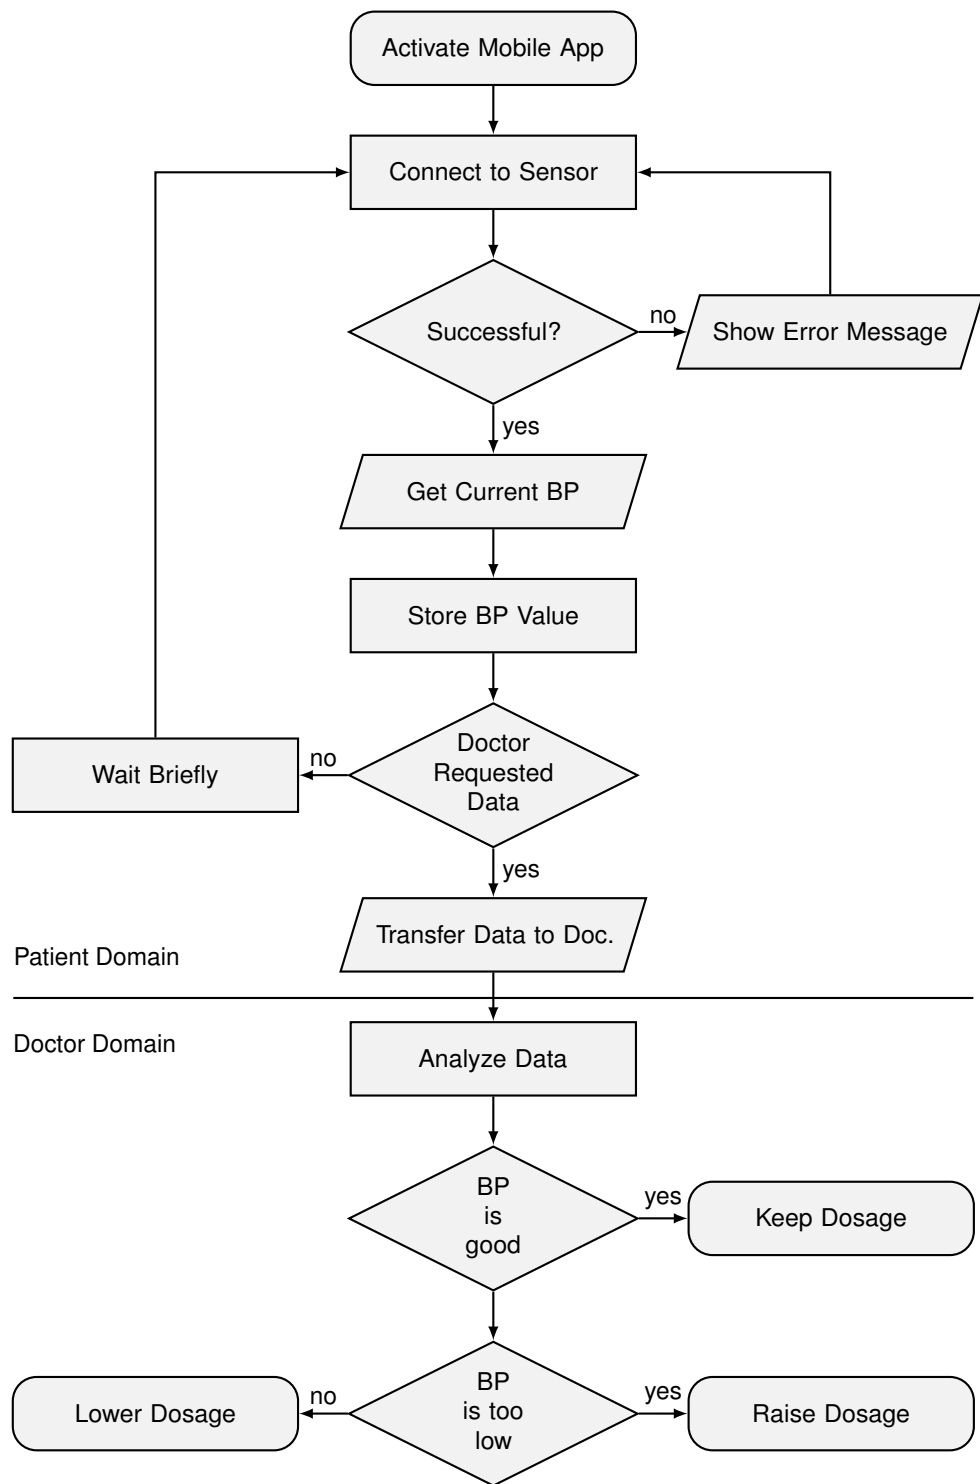 Activate Mobile App
Connect to Sensor
Successful?
no
Show Error Message
yes
Get Current BP
Store BP Value
Doctor
Requested
Data
no
Wait Briefly
yes
Transfer Data to Doc.
Patient Domain
Doctor Domain
Analyze Data
BP
is
good
yes
Keep Dosage
BP
is too
low
no
Lower Dosage
yes
Raise Dosage